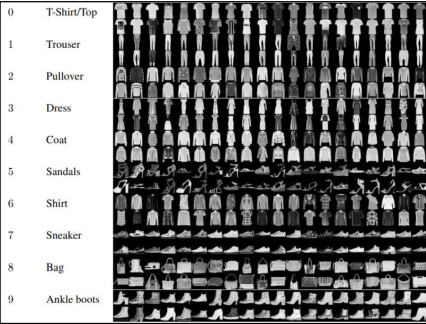 0 T-Shirt/Top
1 Trouser
2 Pullover
3 Dress
4 Coat
5 Sandals
6 Shirt
7 Sneaker
8 Bag
9 Ankle boots